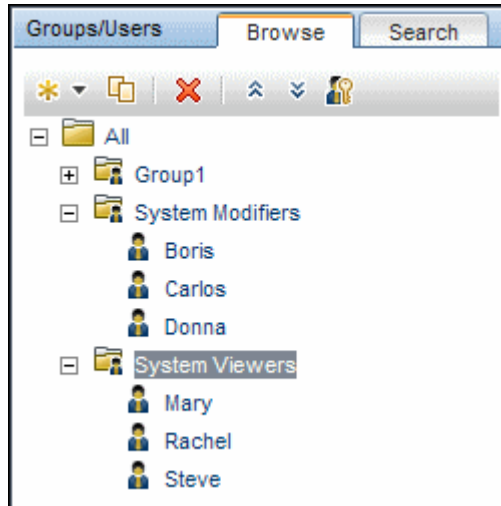 Groups/Users Browse Search
All
Group1
System Modifiers
Boris
Carlos
Donna
System Viewers
Mary
Rachel
Steve